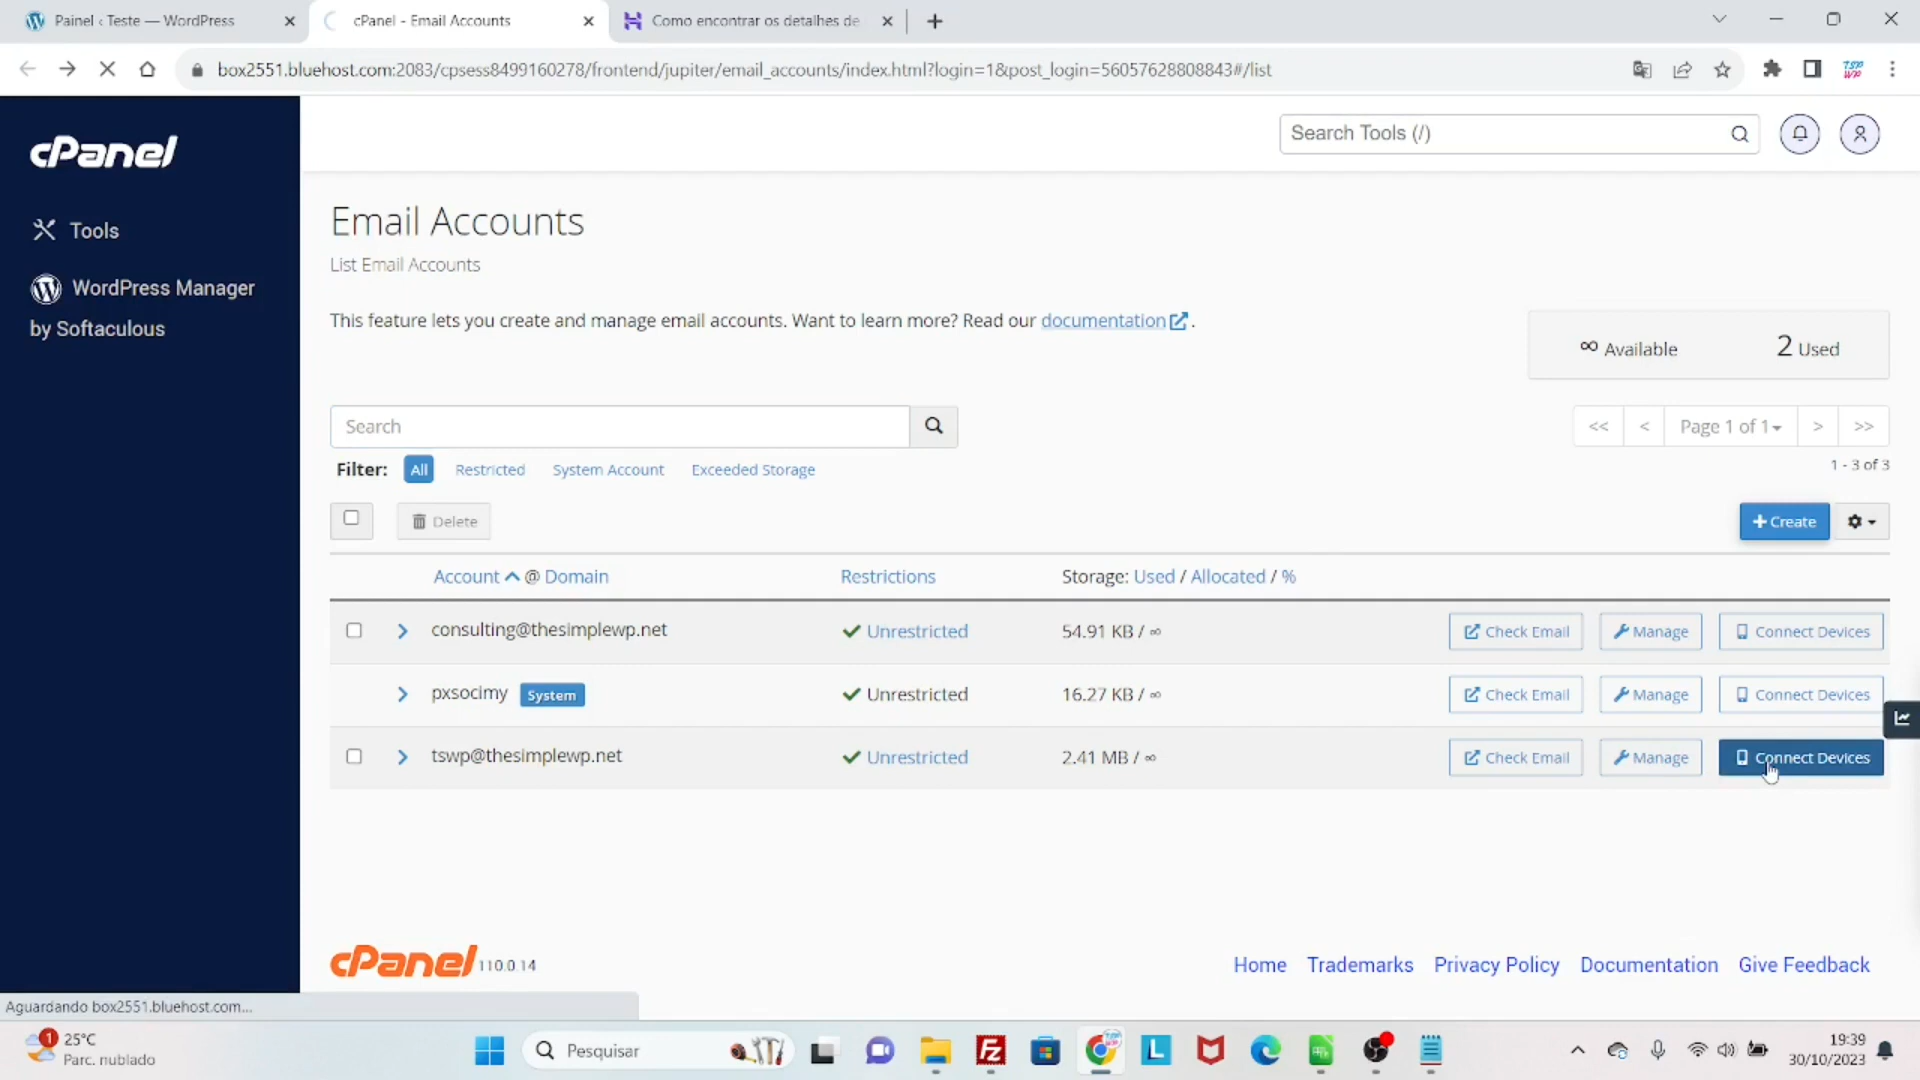 Painel ‹ Teste — WordPress
cPanel - Email Accounts
Como encontrar os detalhes de
box2551.bluehost.com:2083/cpsess8499160278/frontend/jupiter/email_accounts/index.html?login=1&post_login=56057628808843#/list
cPanel
Search Tools (/)
Tools
WordPress Manager
by Softaculous
Email Accounts
List Email Accounts
This feature lets you create and manage email accounts. Want to learn more? Read our documentation.
∞ Available 2 Used
Search
<< < Page 1 of 1 > >>
1 - 3 of 3
Filter: All Restricted System Account Exceeded Storage
Delete
+ Create
Account @ Domain Restrictions Storage: Used / Allocated / %
consulting@thesimplewp.net Unrestricted 54.91 KB / ∞ Check Email Manage Connect Devices
pxsocimy System Unrestricted 16.27 KB / ∞ Check Email Manage Connect Devices
tswp@thesimplewp.net Unrestricted 2.41 MB / ∞ Check Email Manage Connect Devices
cPanel 110.0.14
Home Trademarks Privacy Policy Documentation Give Feedback
Aguardando box2551.bluehost.com...
1
25°C
Parc. nublado
Pesquisar
19:39
30/10/2023